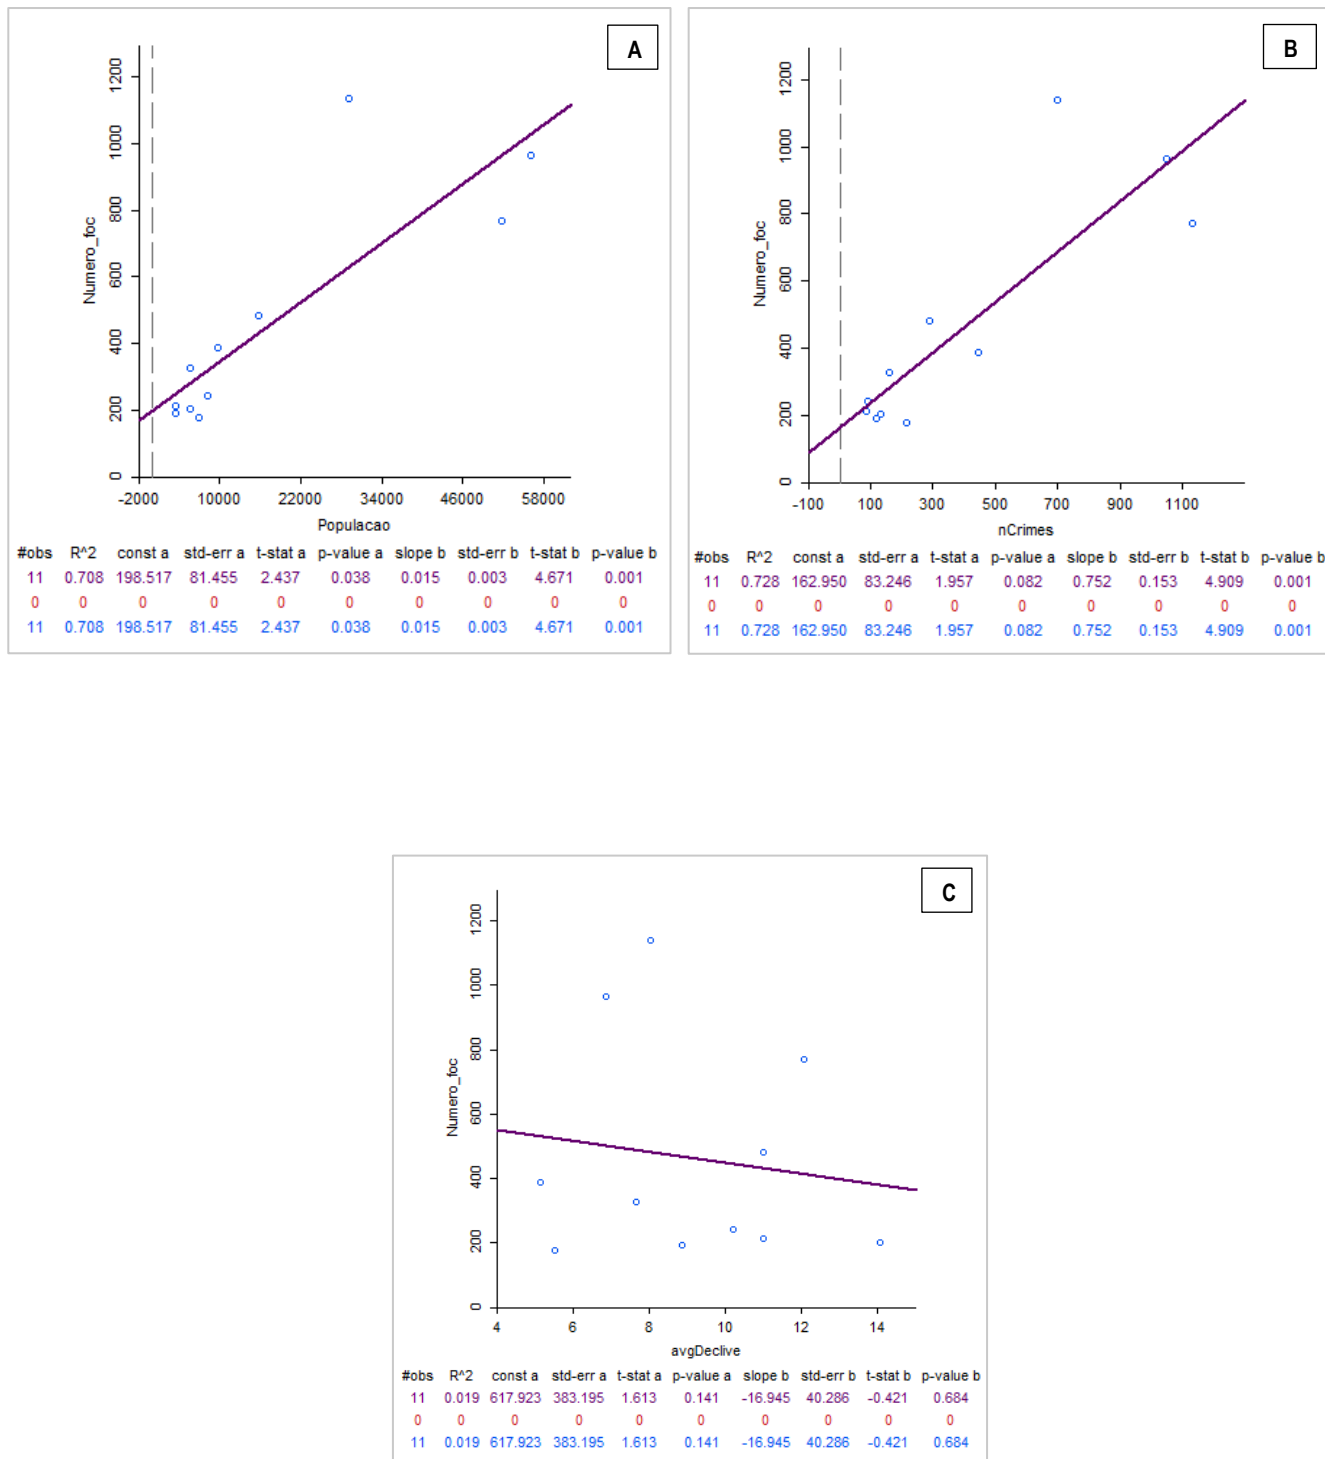 A
1200
1000
800
600
400
200
0
Numero_foc
-2000 10000 22000 34000 46000 58000
Populacao
#obs R^2 const a std-err a t-stat a p-value a slope b std-err b t-stat b p-value b
11 0.708 198.517 81.455 2.437 0.038 0.015 0.003 4.671 0.001
0 0 0 0 0 0 0 0 0 0
11 0.708 198.517 81.455 2.437 0.038 0.015 0.003 4.671 0.001
B
1200
1000
800
600
400
200
0
Numero_foc
-100 100 300 500 700 900 1100
nCrimes
#obs R^2 const a std-err a t-stat a p-value a slope b std-err b t-stat b p-value b
11 0.728 162.950 83.246 1.957 0.082 0.752 0.153 4.909 0.001
0 0 0 0 0 0 0 0 0 0
11 0.728 162.950 83.246 1.957 0.082 0.752 0.153 4.909 0.001
C
1200
1000
800
600
400
200
0
Numero_foc
4 6 8 10 12 14
avgDeclive
#obs R^2 const a std-err a t-stat a p-value a slope b std-err b t-stat b p-value b
11 0.019 617.923 383.195 1.613 0.141 -16.945 40.286 -0.421 0.684
0 0 0 0 0 0 0 0 0 0
11 0.019 617.923 383.195 1.613 0.141 -16.945 40.286 -0.421 0.684